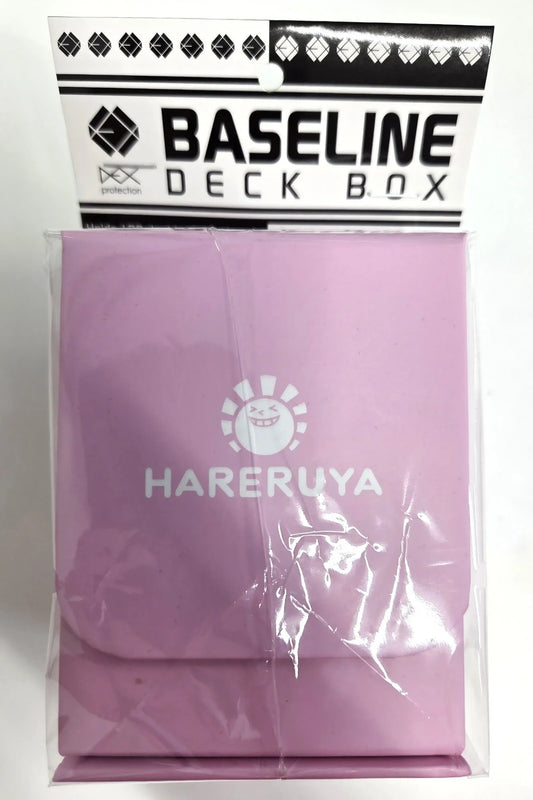 BASELINE
DECK BOX
DEX
protection
HARERUYA